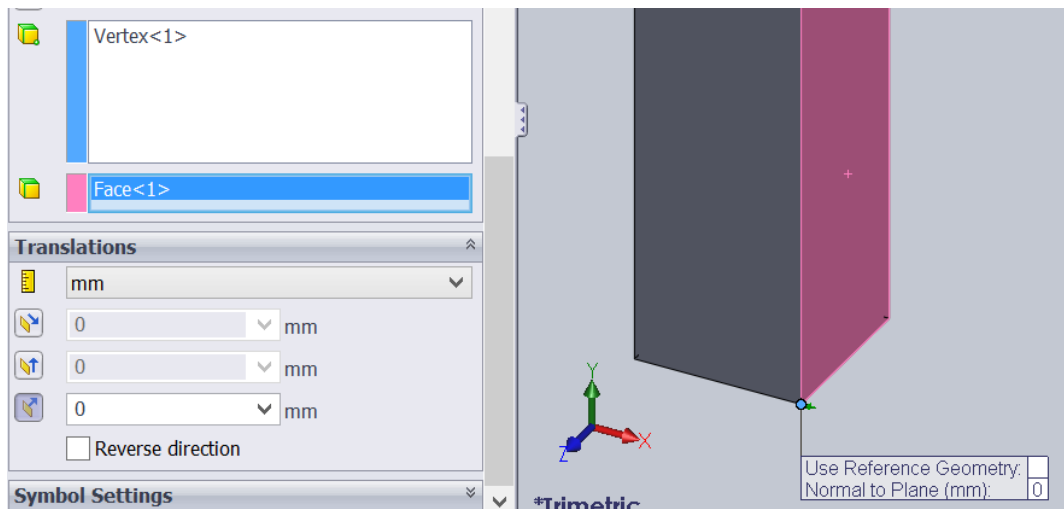 Vertex<1>
Face<1>
Translations
mm
0 mm
0 mm
0 mm
Reverse direction
Symbol Settings
Y
X
Z
*Trimetric
Use Reference Geometry:
Normal to Plane (mm): 0